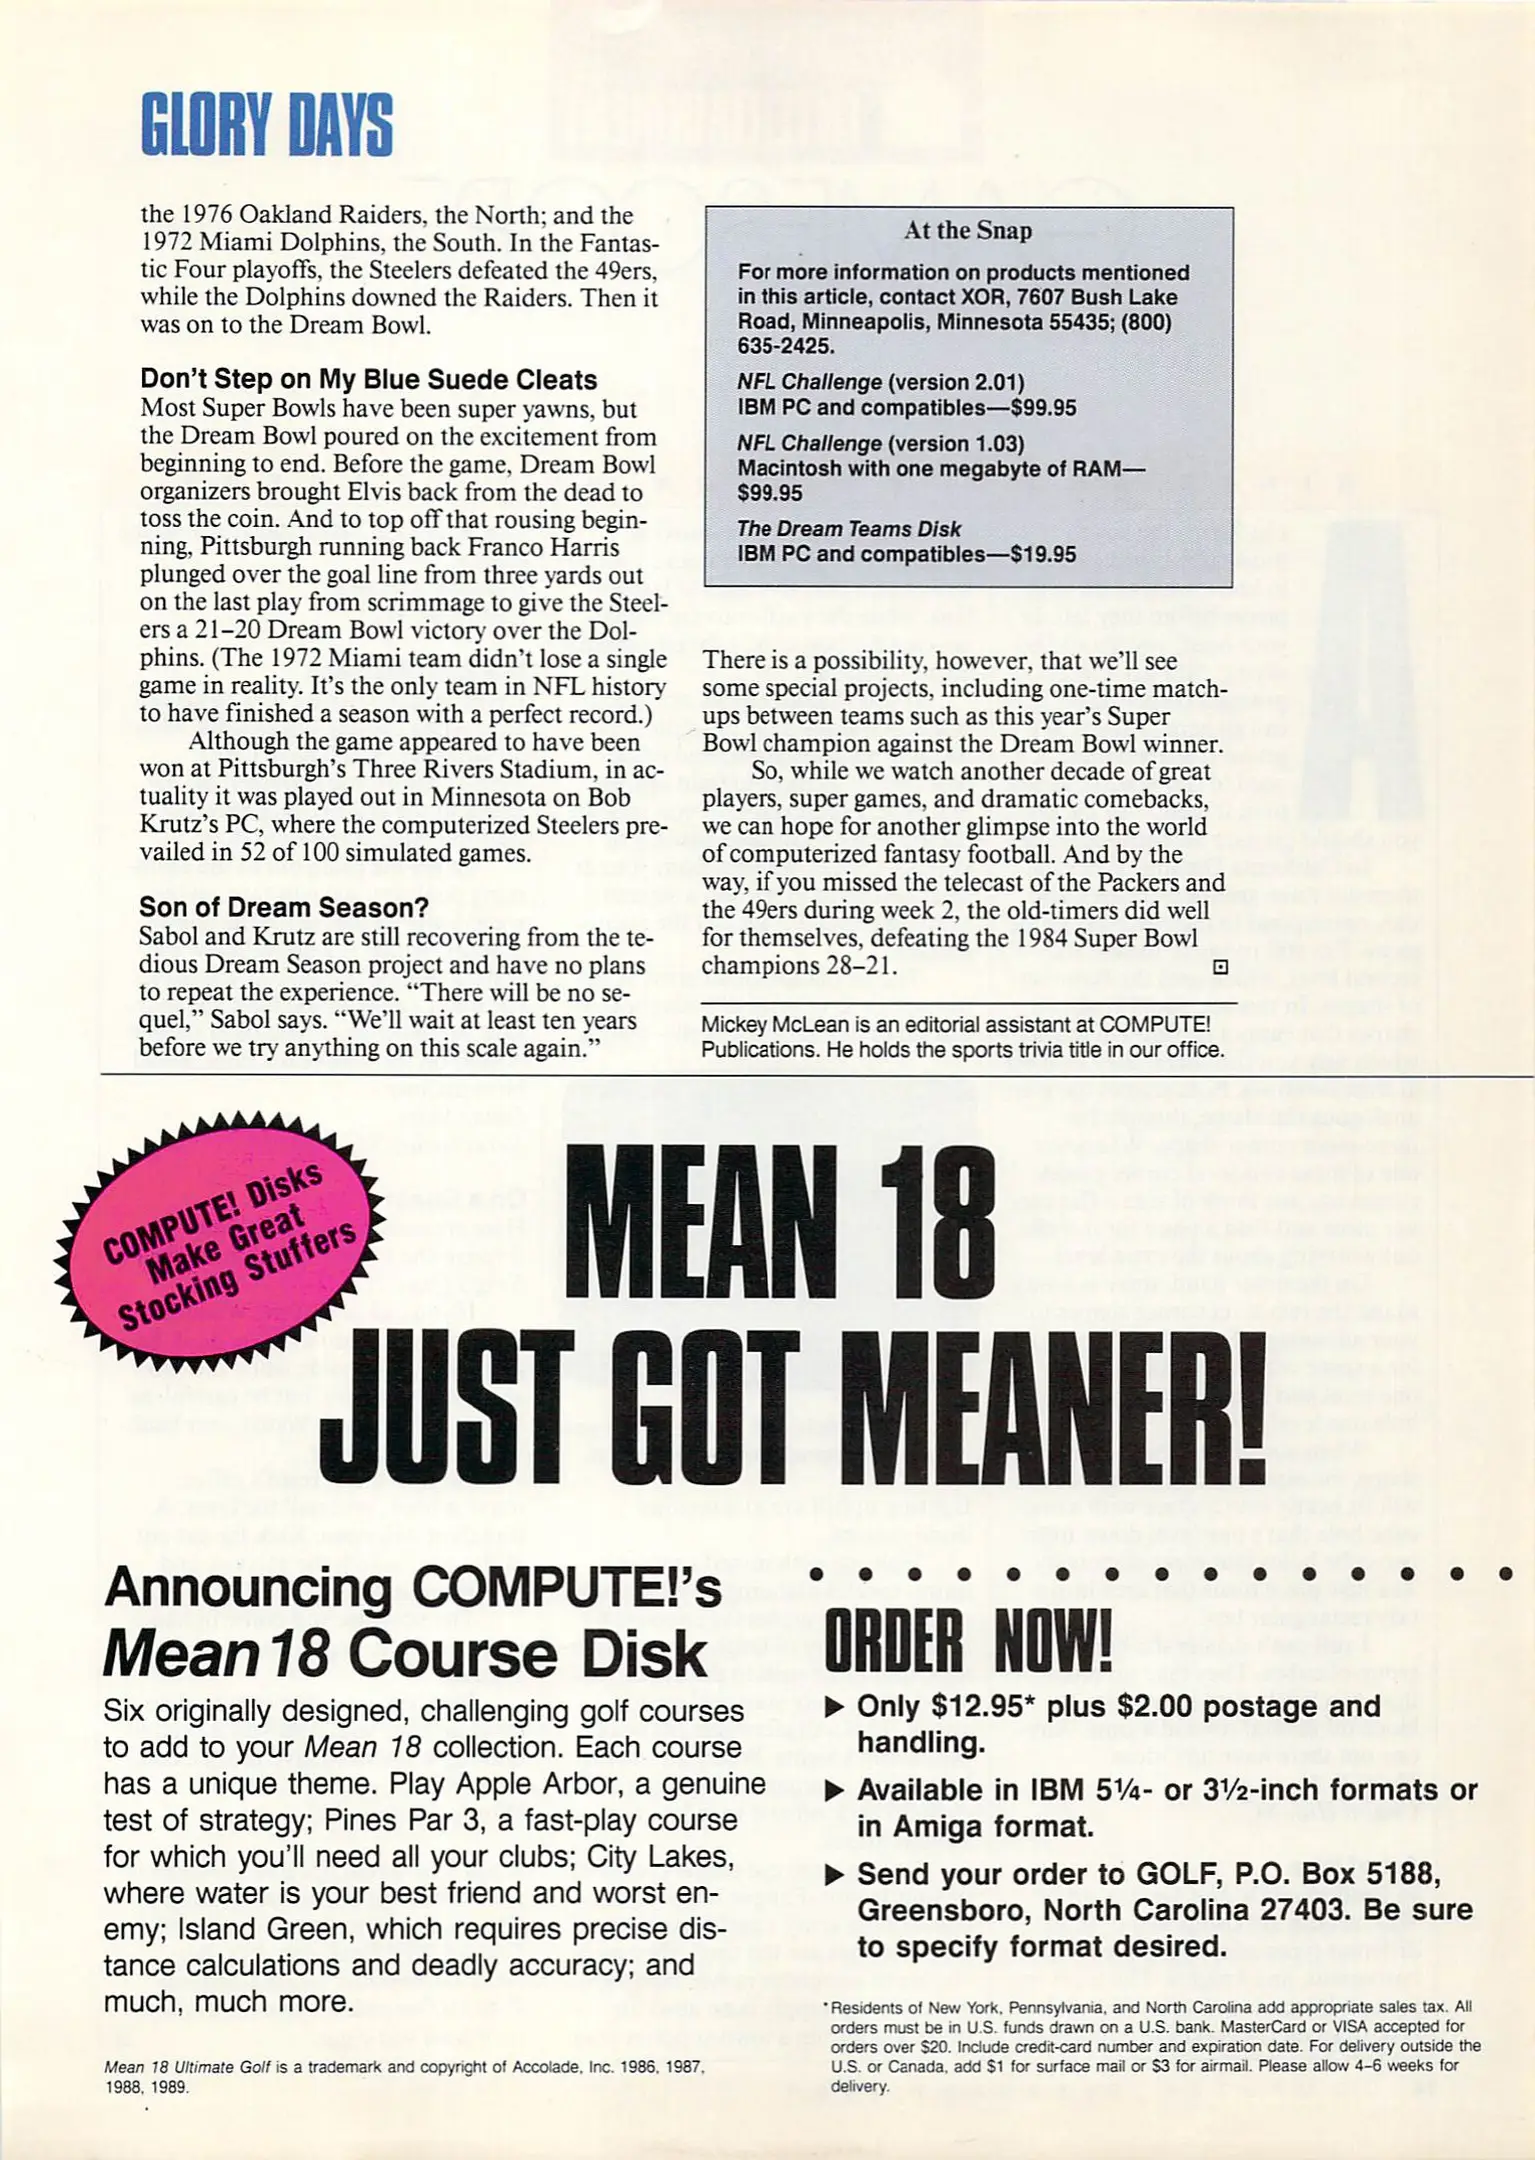 GLORY DAYS
the 1976 Oakland Raiders, the North; and the
1972 Miami Dolphins, the South. In the Fantas-
tic Four playoffs, the Steelers defeated the 49ers,
while the Dolphins downed the Raiders. Then it
was on to the Dream Bowl.
Don't Step on My Blue Suede Cleats
Most Super Bowls have been super yawns, but
the Dream Bowl poured on the excitement from
beginning to end. Before the game, Dream Bowl
organizers brought Elvis back from the dead to
toss the coin. And to top off that rousing begin-
ning, Pittsburgh running back Franco Harris
plunged over the goal line from three yards out
on the last play from scrimmage to give the Steel-
ers a 21–20 Dream Bowl victory over the Dol-
phins. (The 1972 Miami team didn't lose a single
game in reality. It's the only team in NFL history
to have finished a season with a perfect record.)
Although the game appeared to have been
won at Pittsburgh's Three Rivers Stadium, in ac-
tuality it was played out in Minnesota on Bob
Krutz's PC, where the computerized Steelers pre-
vailed in 52 of 100 simulated games.
Son of Dream Season?
Sabol and Krutz are still recovering from the te-
dious Dream Season project and have no plans
to repeat the experience. "There will be no se-
quel," Sabol says. "We'll wait at least ten years
before we try anything on this scale again."
At the Snap
For more information on products mentioned
in this article, contact XOR, 7607 Bush Lake
Road, Minneapolis, Minnesota 55435; (800)
635-2425.
NFL Challenge (version 2.01)
IBM PC and compatibles—$99.95
NFL Challenge (version 1.03)
Macintosh with one megabyte of RAM—
$99.95
The Dream Teams Disk
IBM PC and compatibles—$19.95
There is a possibility, however, that we'll see
some special projects, including one-time match-
ups between teams such as this year's Super
Bowl champion against the Dream Bowl winner.
So, while we watch another decade of great
players, super games, and dramatic comebacks,
we can hope for another glimpse into the world
of computerized fantasy football. And by the
way, if you missed the telecast of the Packers and
the 49ers during week 2, the old-timers did well
for themselves, defeating the 1984 Super Bowl
champions 28–21.
Mickey McLean is an editorial assistant at COMPUTE!
Publications. He holds the sports trivia title in our office.
COMPUTE! Disks
Make Great
Stocking Stuffers
MEAN 18
JUST GOT MEANER!
Announcing COMPUTE!'s
Mean 18 Course Disk
Six originally designed, challenging golf courses
to add to your Mean 18 collection. Each course
has a unique theme. Play Apple Arbor, a genuine
test of strategy; Pines Par 3, a fast-play course
for which you'll need all your clubs; City Lakes,
where water is your best friend and worst en-
emy; Island Green, which requires precise dis-
tance calculations and deadly accuracy; and
much, much more.
Mean 18 Ultimate Golf is a trademark and copyright of Accolade, Inc. 1986, 1987,
1988, 1989.
ORDER NOW!
▶ Only $12.95* plus $2.00 postage and
handling.
▶ Available in IBM 5¼- or 3½-inch formats or
in Amiga format.
▶ Send your order to GOLF, P.O. Box 5188,
Greensboro, North Carolina 27403. Be sure
to specify format desired.
*Residents of New York, Pennsylvania, and North Carolina add appropriate sales tax. All
orders must be in U.S. funds drawn on a U.S. bank. MasterCard or VISA accepted for
orders over $20. Include credit-card number and expiration date. For delivery outside the
U.S. or Canada, add $1 for surface mail or $3 for airmail. Please allow 4–6 weeks for
delivery.